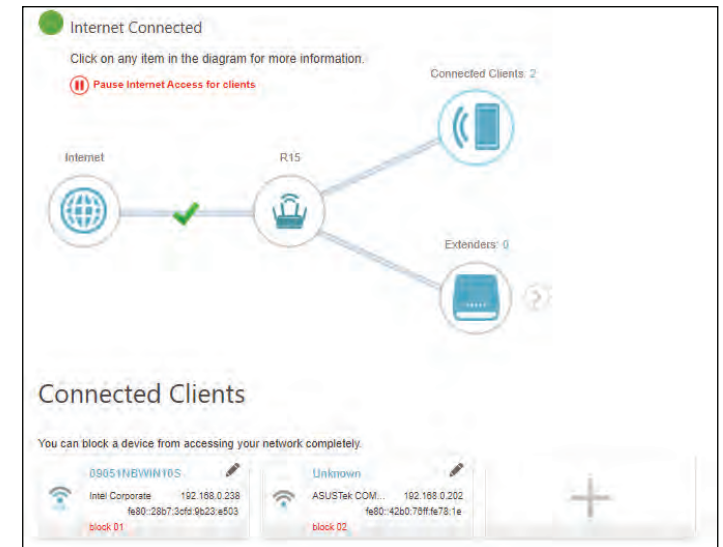 Internet Connected
Click on any item in the diagram for more information.
Pause Internet Access for clients
Connected Clients: 2
Internet
R15
Extenders: 0
Connected Clients
You can block a device from accessing your network completely.
09051NBWIN10S
Intel Corporate 192.168.0.238
fe80::28b7:3cfd:9b23:e503
block 01
Unknown
ASUSTek COM... 192.168.0.202
fe80::42b0:76ff:fe78:1e
block 02